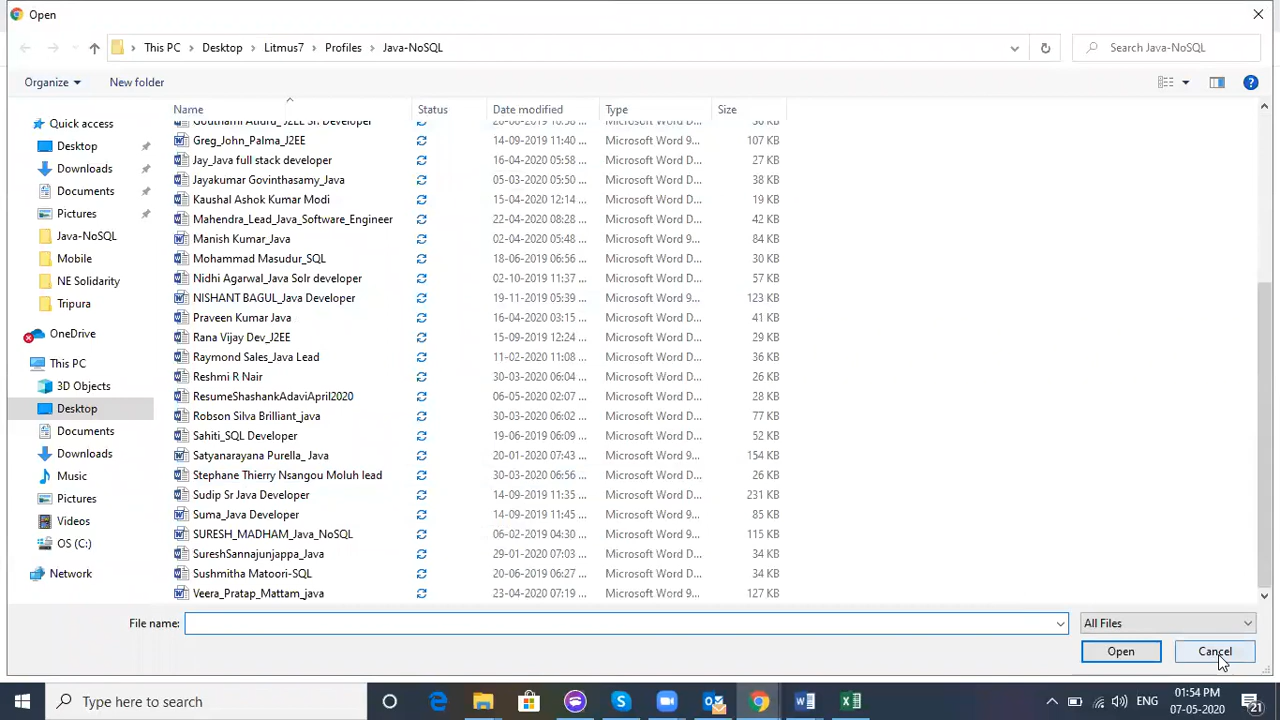 Open
This PC > Desktop > Litmus7 > Profiles > Java-NoSQL
Search Java-NoSQL
Organize
New folder
Name Status Date modified Type Size
Quick access
Desktop
Downloads
Documents
Pictures
Java-NoSQL
Mobile
NE Solidarity
Tripura
OneDrive
This PC
3D Objects
Desktop
Documents
Downloads
Music
Pictures
Videos
OS (C:)
Network
Greg_John_Palma_J2EE 14-09-2019 11:40 ... Microsoft Word 9... 107 KB
Jay_Java full stack developer 16-04-2020 05:58 ... Microsoft Word D... 27 KB
Jayakumar Govinthasamy_Java 05-03-2020 05:50 ... Microsoft Word D... 38 KB
Kaushal Ashok Kumar Modi 15-04-2020 12:14 ... Microsoft Word D... 19 KB
Mahendra_Lead_Java_Software_Engineer 22-04-2020 08:28 ... Microsoft Word D... 42 KB
Manish Kumar_Java 02-04-2020 05:48 ... Microsoft Word 9... 84 KB
Mohammad Masudur_SQL 18-06-2019 06:56 ... Microsoft Word D... 30 KB
Nidhi Agarwal_Java Solr developer 02-10-2019 11:37 ... Microsoft Word D... 57 KB
NISHANT BAGUL_Java Developer 19-11-2019 05:39 ... Microsoft Word 9... 123 KB
Praveen Kumar Java 16-04-2020 03:15 ... Microsoft Word D... 41 KB
Rana Vijay Dev_J2EE 15-09-2019 12:24 ... Microsoft Word D... 29 KB
Raymond Sales_Java Lead 11-02-2020 11:08 ... Microsoft Word D... 36 KB
Reshmi R Nair 30-03-2020 06:04 ... Microsoft Word D... 26 KB
ResumeShashankAdaviApril2020 06-05-2020 02:07 ... Microsoft Word D... 28 KB
Robson Silva Brilliant_java 30-03-2020 06:02 ... Microsoft Word D... 77 KB
Sahiti_SQL Developer 19-06-2019 06:09 ... Microsoft Word D... 52 KB
Satyanarayana Purella_ Java 20-01-2020 07:43 ... Microsoft Word 9... 154 KB
Stephane Thierry Nsangou Moluh lead 30-03-2020 06:56 ... Microsoft Word D... 26 KB
Sudip Sr Java Developer 14-09-2019 11:35 ... Microsoft Word D... 231 KB
Suma_Java Developer 14-09-2019 11:45 ... Microsoft Word D... 85 KB
SURESH_MADHAM_Java_NoSQL 06-02-2019 04:30 ... Microsoft Word 9... 115 KB
SureshSannajunjappa_Java 29-01-2020 07:03 ... Microsoft Word D... 34 KB
Sushmitha Matoori-SQL 20-06-2019 06:27 ... Microsoft Word D... 34 KB
Veera_Pratap_Mattam_java 23-04-2020 07:19 ... Microsoft Word 9... 127 KB
File name:
All Files
Open
Cancel
Type here to search
ENG
01:54 PM
07-05-2020
21